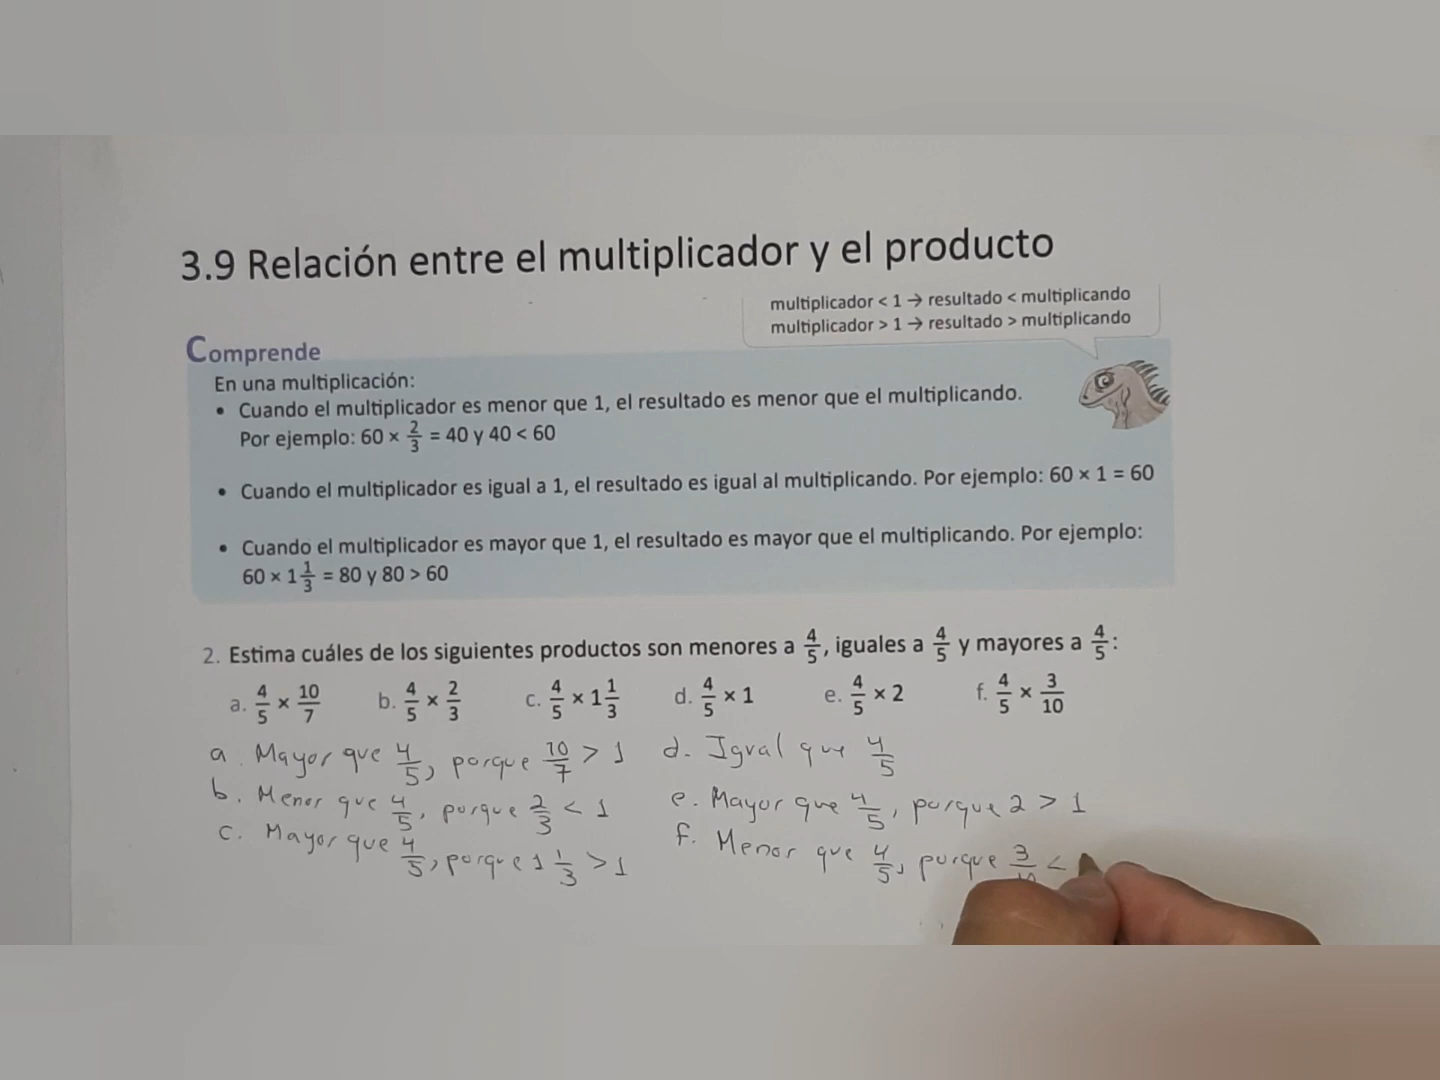 3.9 Relación entre el multiplicador y el producto
multiplicador < 1 → resultado < multiplicando
multiplicador > 1 → resultado > multiplicando
Comprende
En una multiplicación:
• Cuando el multiplicador es menor que 1, el resultado es menor que el multiplicando.
Por ejemplo: 60 × 2/3 = 40 y 40 < 60
• Cuando el multiplicador es igual a 1, el resultado es igual al multiplicando. Por ejemplo: 60 × 1 = 60
• Cuando el multiplicador es mayor que 1, el resultado es mayor que el multiplicando. Por ejemplo:
60 × 1 1/3 = 80 y 80 > 60
2. Estima cuáles de los siguientes productos son menores a 4/5, iguales a 4/5 y mayores a 4/5:
a. 4/5 × 10/7 b. 4/5 × 2/3 c. 4/5 × 1 1/3 d. 4/5 × 1 e. 4/5 × 2 f. 4/5 × 3/10
a. Mayor que 4/5, porque 10/7 > 1
b. Menor que 4/5, porque 2/3 < 1
c. Mayor que 4/5, porque 1 1/3 > 1
d. Igual que 4/5
e. Mayor que 4/5, porque 2 > 1
f. Menor que 4/5, porque 3/10 <